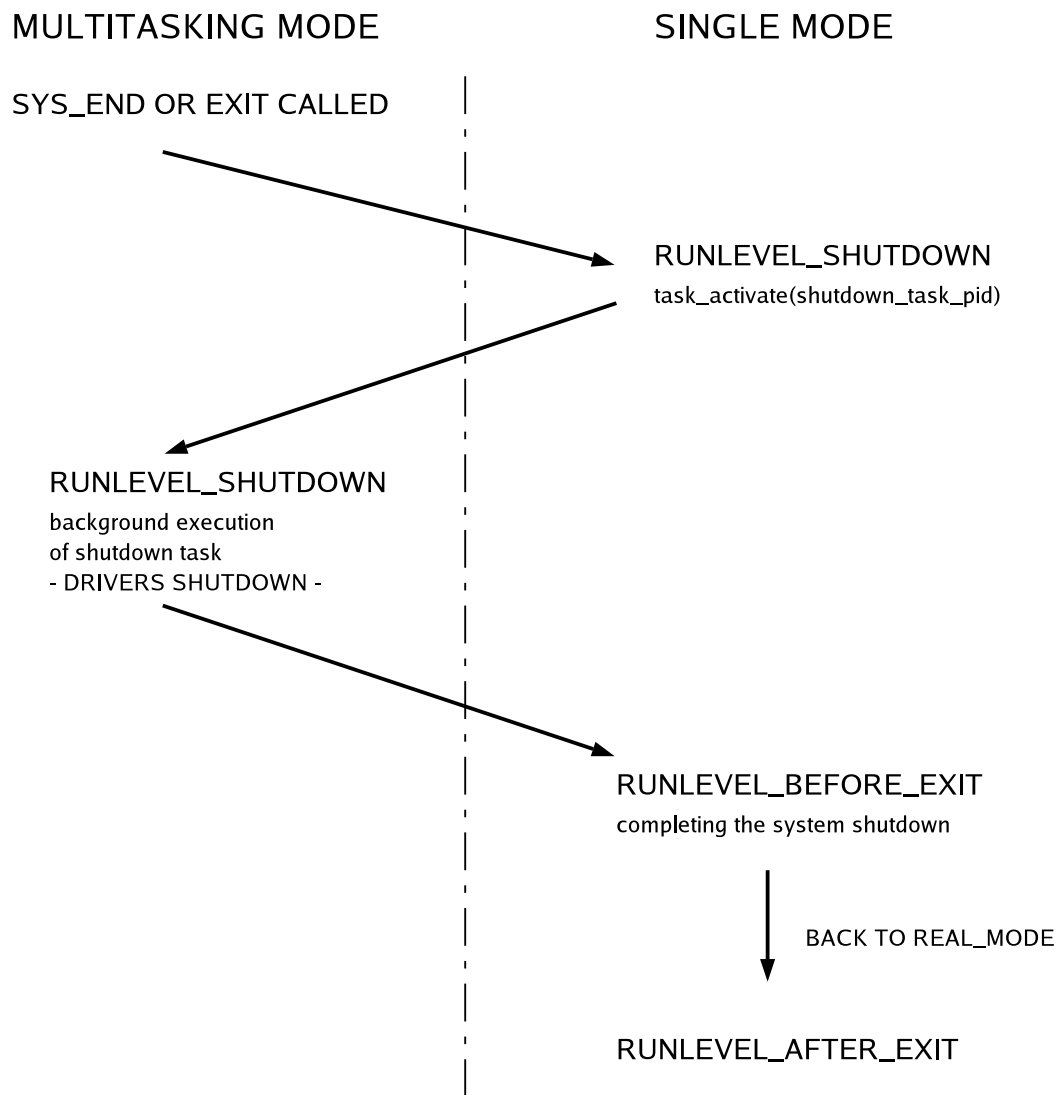 MULTITASKING MODE
SINGLE MODE
SYS_END OR EXIT CALLED
RUNLEVEL_SHUTDOWN
task_activate(shutdown_task_pid)
RUNLEVEL_SHUTDOWN
background execution
of shutdown task
- DRIVERS SHUTDOWN -
RUNLEVEL_BEFORE_EXIT
completing the system shutdown
BACK TO REAL_MODE
RUNLEVEL_AFTER_EXIT